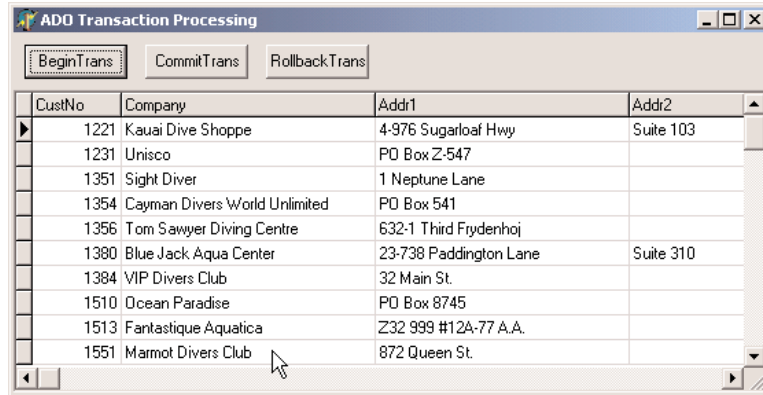 ADO Transaction Processing
BeginTrans CommitTrans RollbackTrans
CustNo Company Addr1 Addr2
1221 Kauai Dive Shoppe 4-976 Sugarloaf Hwy Suite 103
1231 Unisco PO Box Z-547
1351 Sight Diver 1 Neptune Lane
1354 Cayman Divers World Unlimited PO Box 541
1356 Tom Sawyer Diving Centre 632-1 Third Frydenhoj
1380 Blue Jack Aqua Center 23-738 Paddington Lane Suite 310
1384 VIP Divers Club 32 Main St.
1510 Ocean Paradise PO Box 8745
1513 Fantastique Aquatica Z32 999 #12A-77 A.A.
1551 Marmot Divers Club 872 Queen St.